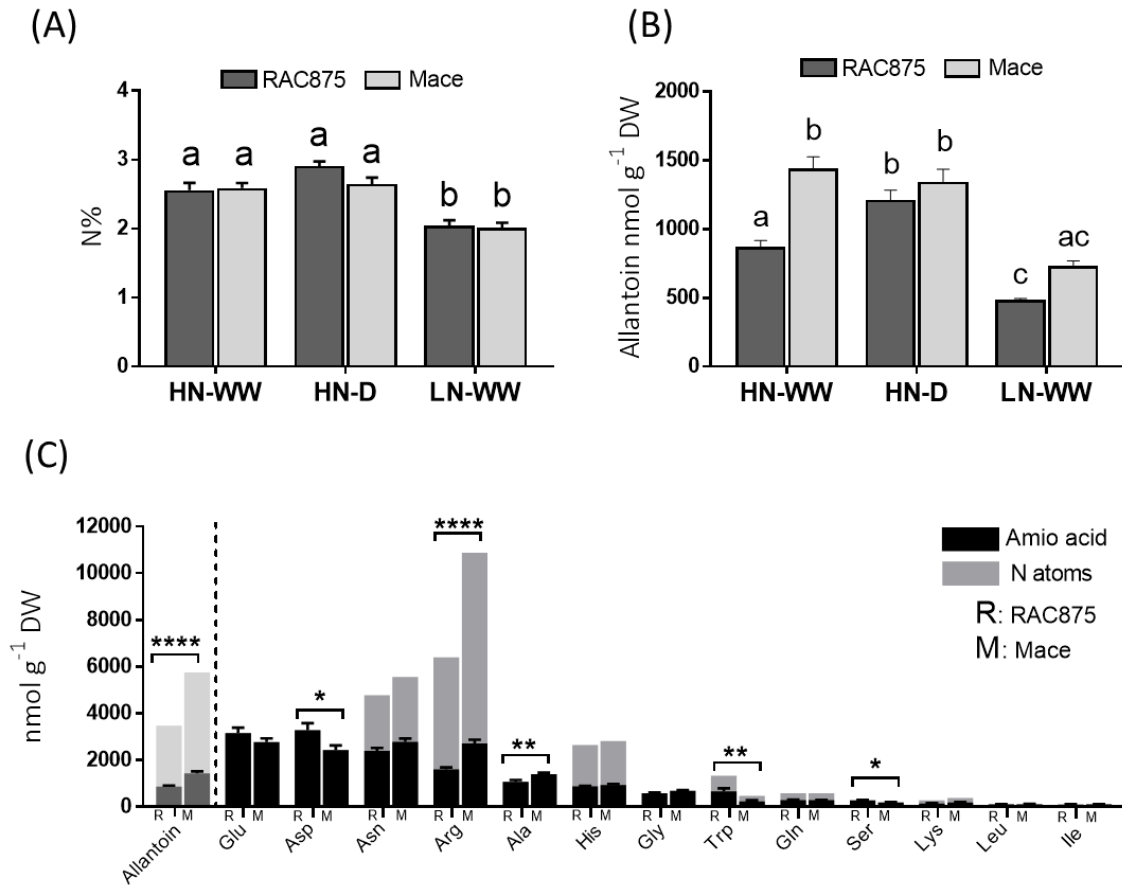 (A)
RAC875 Mace
N%
4
3
2
1
0
a a a a b b
HN-WW HN-D LN-WW
(B)
RAC875 Mace
Allantoin nmol g-1 DW
2000
1500
1000
500
0
a b b b c ac
HN-WW HN-D LN-WW
(C)
nmol g-1 DW
12000
10000
8000
6000
4000
2000
0
**** * **** ** ** *
Amio acid
N atoms
R: RAC875
M: Mace
R M R M R M R M R M R M R M R M R M R M R M R M R M R M
Allantoin Glu Asp Asn Arg Ala His Gly Trp Gln Ser Lys Leu Ile